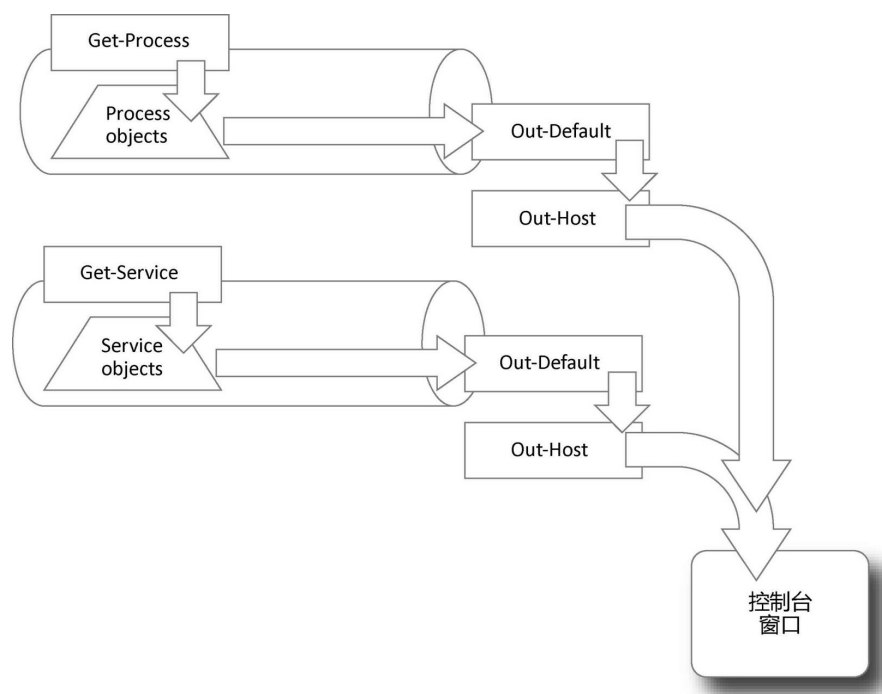 Get-Process
Process
objects
Out-Default
Out-Host
Get-Service
Service
objects
Out-Default
Out-Host
控制台
窗口